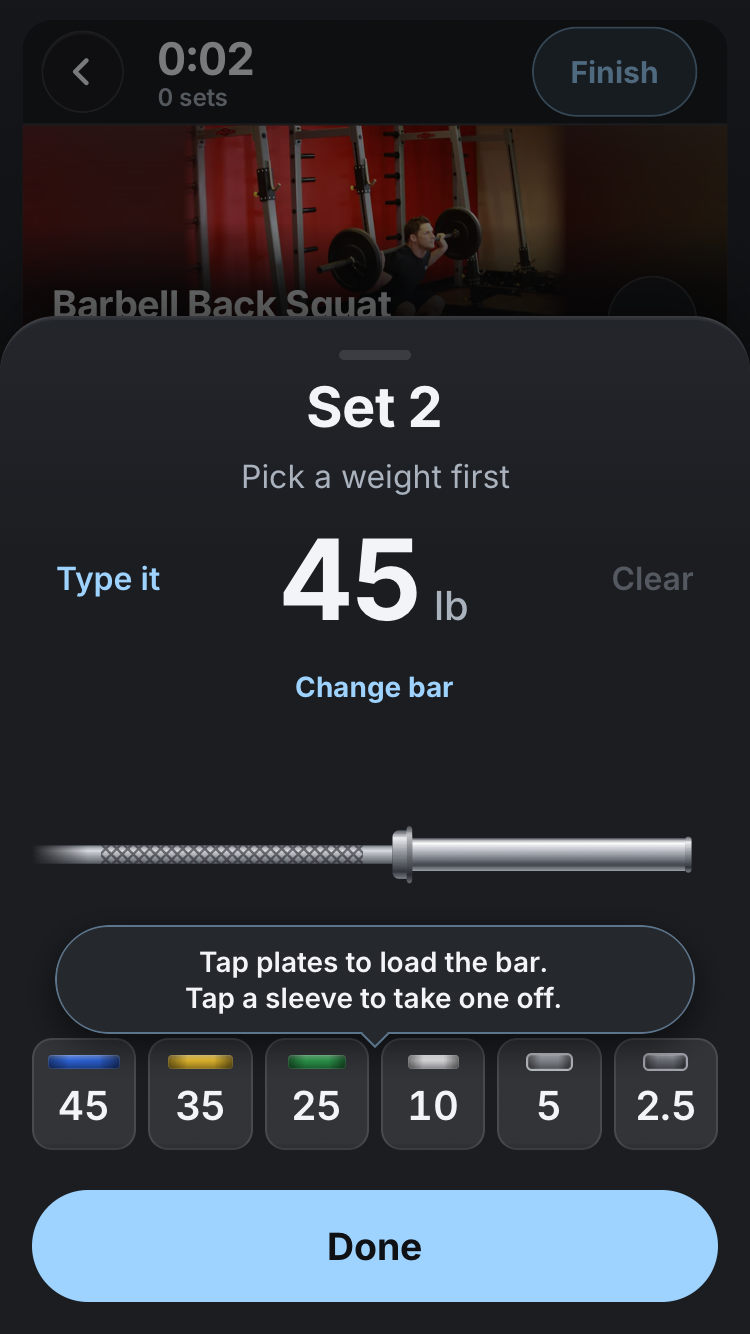 0:02
0 sets
Finish
Barbell Back Squat
Set 2
Pick a weight first
Type it
45 lb
Clear
Change bar
Tap plates to load the bar.
Tap a sleeve to take one off.
45
35
25
10
5
2.5
Done